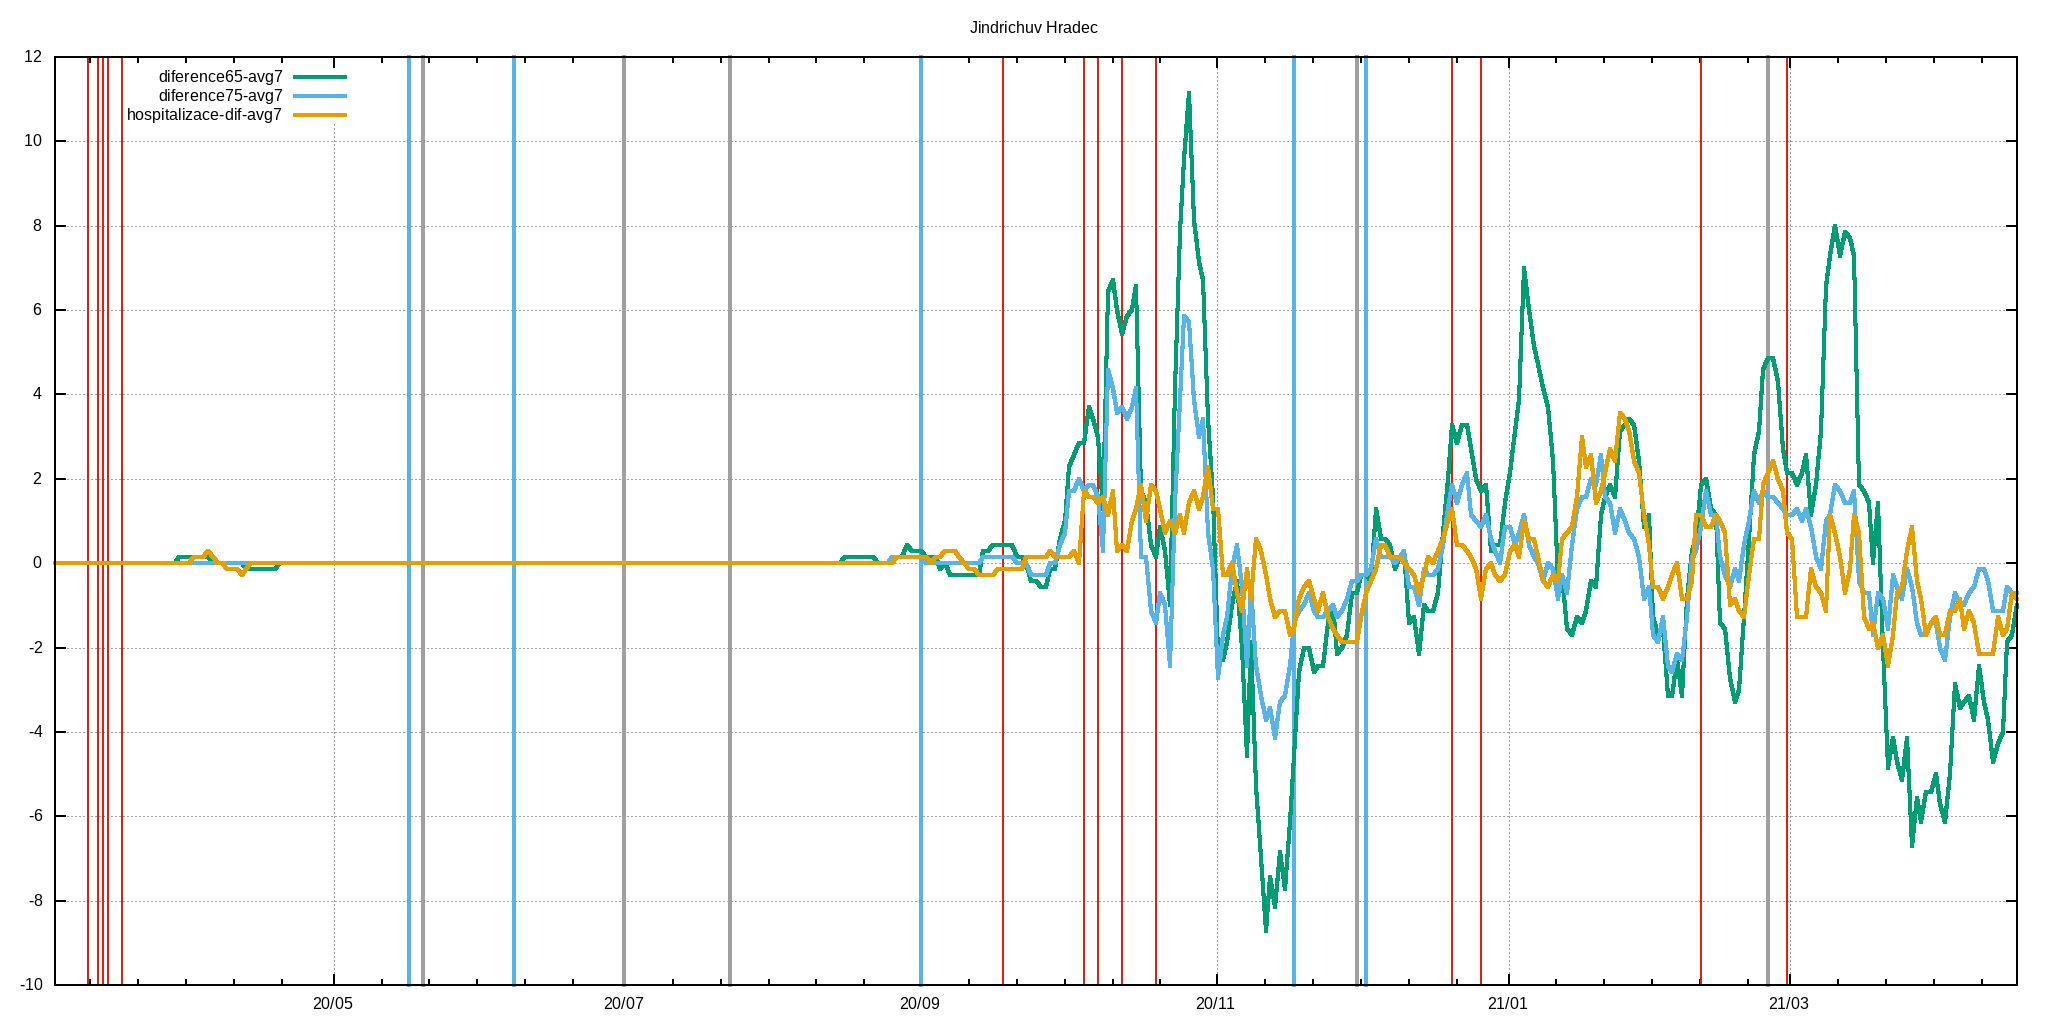 Jindrichuv Hradec
diference65-avg7
diference75-avg7
hospitalizace-dif-avg7
12
10
8
6
4
2
0
-2
-4
-6
-8
-10
20/05 20/07 20/09 20/11 21/01 21/03